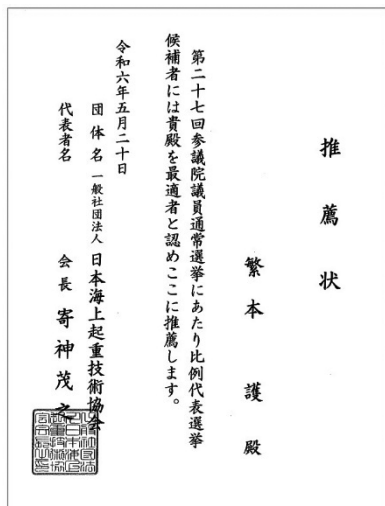 推薦状
繁本 護 殿
第二十七回参議院議員通常選挙にあたり比例代表選挙
候補者には貴殿を最適者と認めここに推薦します。
令和六年五月二十日
団体名 一般社団法人 日本海上起重技術協会
代表者名 会長 寄神茂之